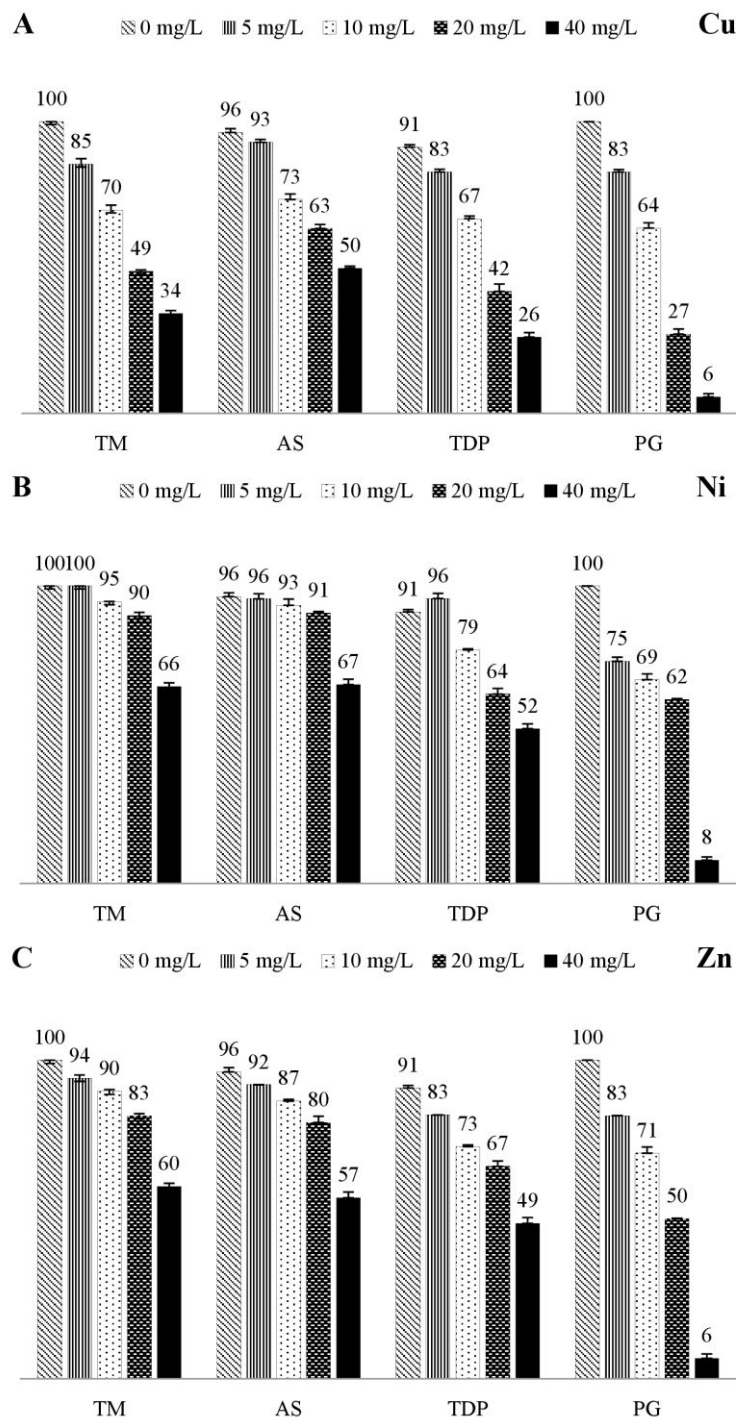 A 0 mg/L 5 mg/L 10 mg/L 20 mg/L 40 mg/L Cu
100 85 70 49 34 96 93 73 63 50 91 83 67 42 26 100 83 64 27 6
TM AS TDP PG
B 0 mg/L 5 mg/L 10 mg/L 20 mg/L 40 mg/L Ni
100 100 95 90 66 96 96 93 91 67 91 96 79 64 52 100 75 69 62 8
TM AS TDP PG
C 0 mg/L 5 mg/L 10 mg/L 20 mg/L 40 mg/L Zn
100 94 90 83 60 96 92 87 80 57 91 83 73 67 49 100 83 71 50 6
TM AS TDP PG